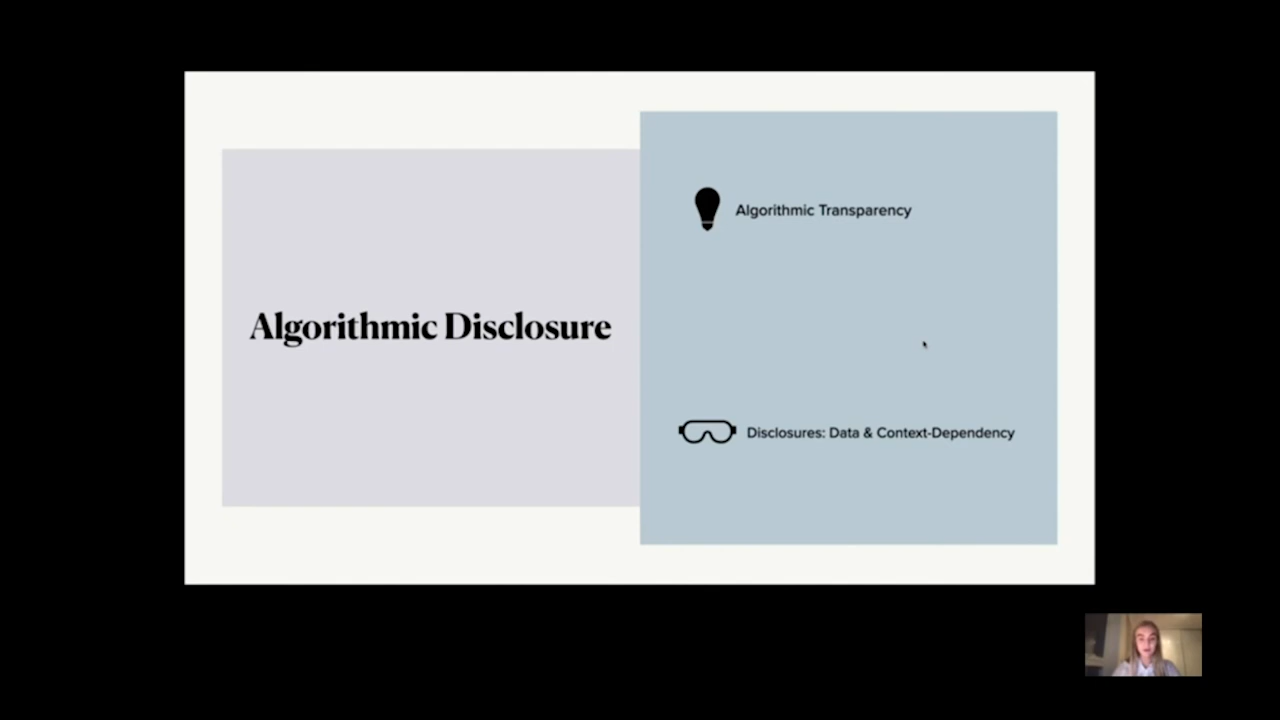 Algorithmic Disclosure
Algorithmic Transparency
Disclosures: Data & Context-Dependency